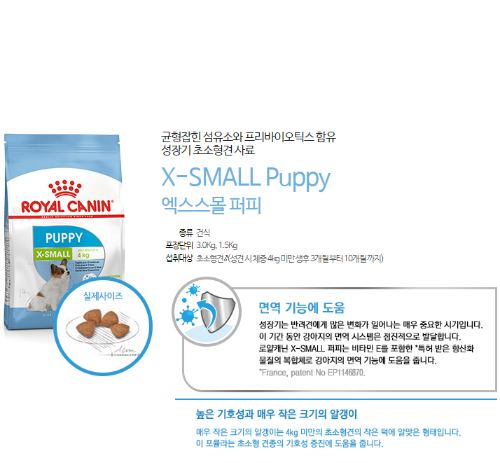 균형잡힌 섬유소와 프리바이오틱스 함유
성장기 초소형견 사료
X-SMALL Puppy
엑스스몰 퍼피
종류 건식
포장단위 3.0Kg, 1.5Kg
섭취대상 초소형견(성견 시 체중 4kg 미만 생후 3개월부터 10개월까지)
ROYAL CANIN
PUPPY
X-SMALL
4 kg
실제사이즈
면역 기능에 도움
성장기는 반려견에게 많은 변화가 일어나는 매우 중요한 시기입니다.
이 기간 동안 강아지의 면역 시스템은 점진적으로 발달합니다.
로얄캐닌 X-SMALL 퍼피는 비타민 E를 포함한 *특허 받은 항산화
물질의 복합체로 강아지의 면역 기능에 도움을 줍니다.
*France, patent No EP1146870.
높은 기호성과 매우 작은 크기의 알갱이
매우 작은 크기의 알갱이는 4kg 미만의 초소형견의 작은 턱에 알맞은 형태입니다.
이 포뮬라는 초소형 견종의 기호성 증진에 도움을 줍니다.